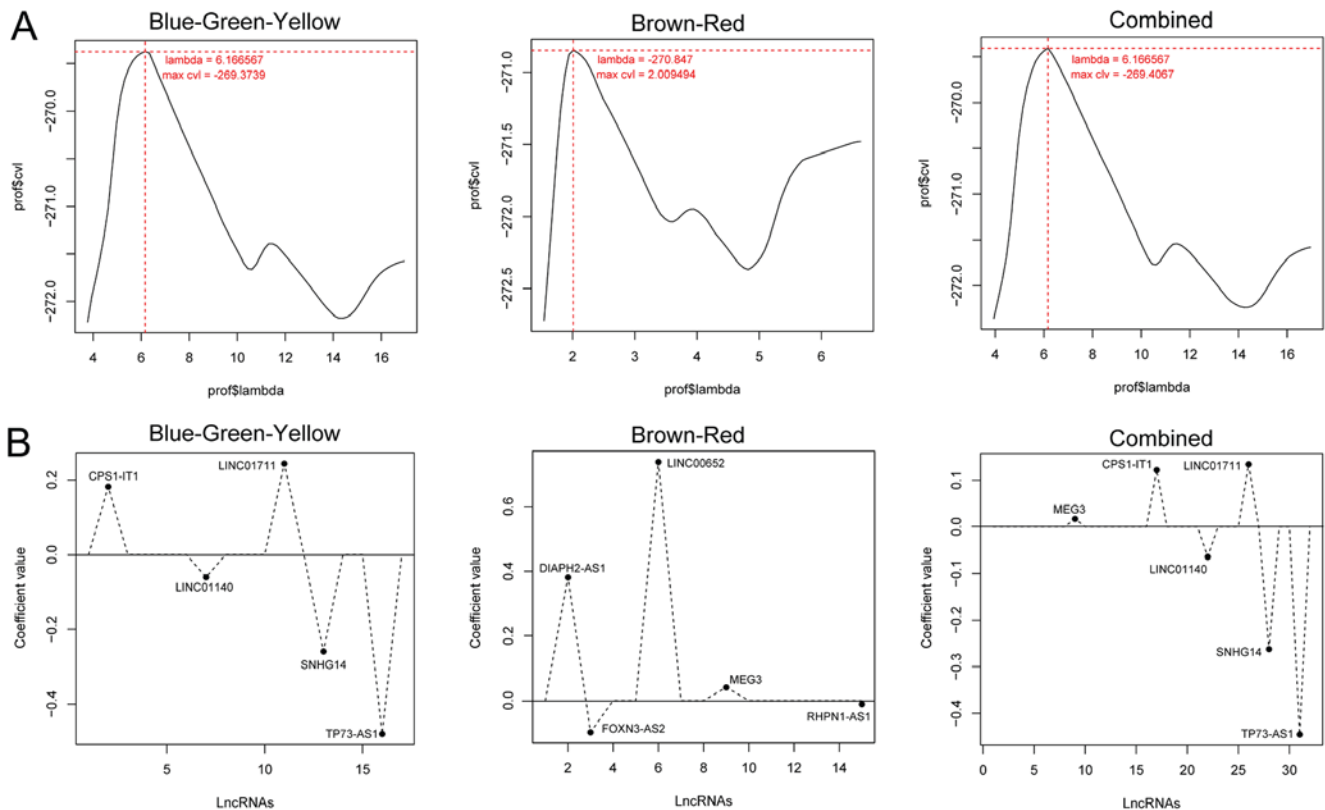 A
Blue-Green-Yellow
Brown-Red
Combined
lambda = 6.166567
max cvl = -269.3739
prof$cvl
-270.0
-271.0
-272.0
4 6 8 10 12 14 16
prof$lambda
lambda = -270.847
max cvl = 2.009494
prof$cvl
-271.0
-271.5
-272.0
-272.5
2 3 4 5 6
prof$lambda
lambda = 6.166567
max clv = -269.4067
prof$cvl
-270.0
-271.0
-272.0
4 6 8 10 12 14 16
prof$lambda
B
Blue-Green-Yellow
Brown-Red
Combined
Coefficient value
0.2
0.0
-0.2
-0.4
CPS1-IT1
LINC01711
LINC01140
SNHG14
TP73-AS1
5 10 15
LncRNAs
Coefficient value
0.6
0.4
0.2
0.0
LINC00652
DIAPH2-AS1
MEG3
FOXN3-AS2
RHPN1-AS1
2 4 6 8 10 12 14
LncRNAs
Coefficient value
0.1
0.0
-0.1
-0.2
-0.3
-0.4
CPS1-IT1
LINC01711
MEG3
LINC01140
SNHG14
TP73-AS1
0 5 10 15 20 25 30
LncRNAs